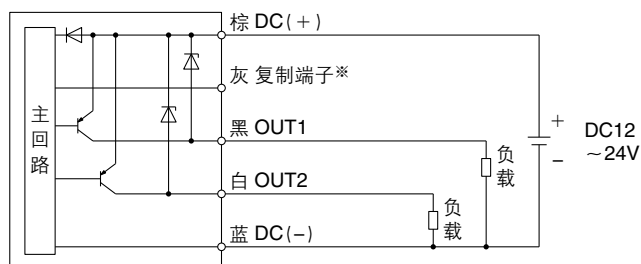 棕 DC(+)
灰 复制端子※
主回路
黑 OUT1
白 OUT2
蓝 DC(−)
负载
负载
+
−
DC12
～24V